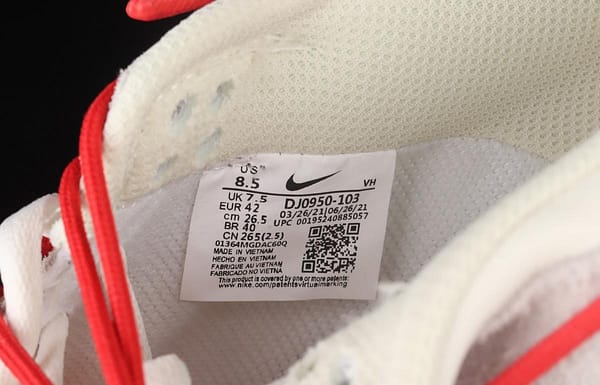 US
8.5
UK 7.5
EUR 42
cm 26.5
BR 40
CN 265(2.5)
01364MGDAC60Q
MADE IN VIETNAM
HECHO EN VIETNAM
FABRIQUE AU VIETNAM
FABRICADO NO VIETNA
VH
DJ0950-103
03/26/21 06/26/21
UPC 00195240885057
This product is covered by one or more patents:
www.nike.com/patentsvirtualmarking